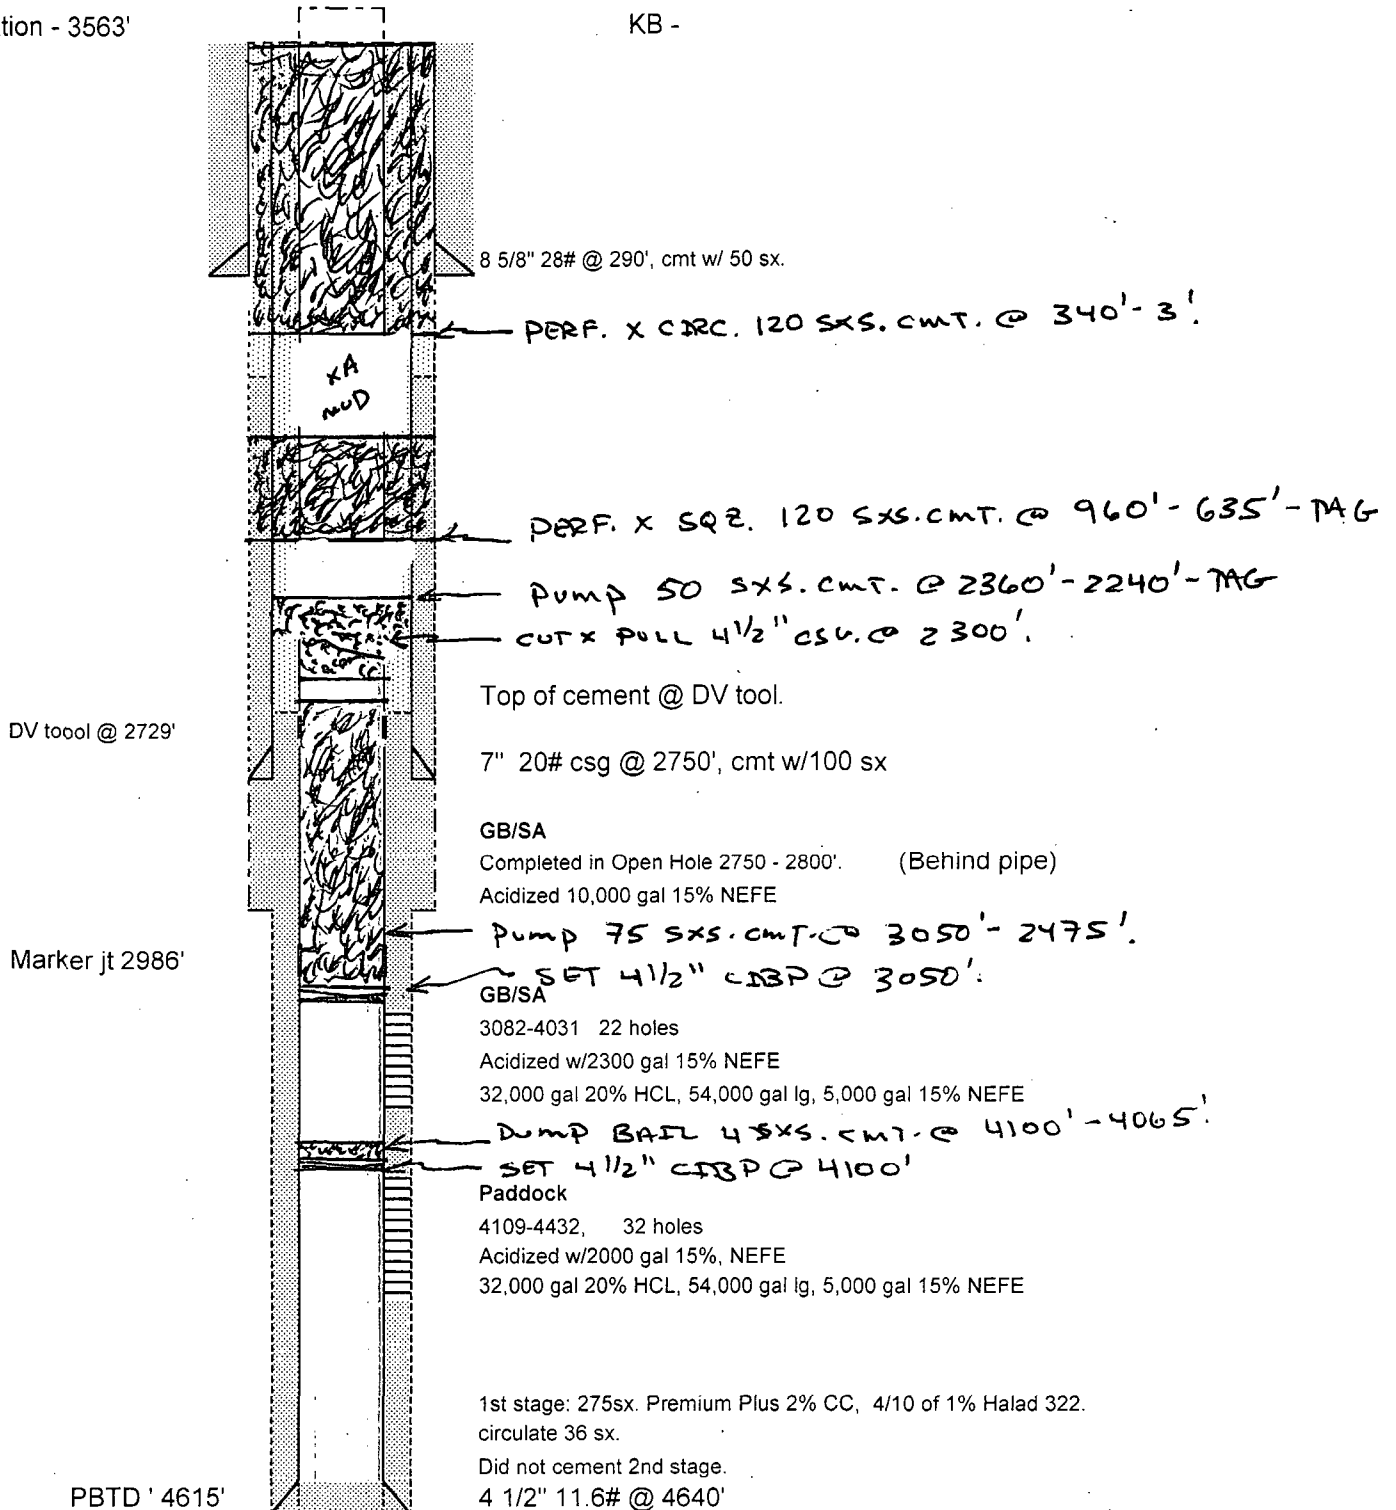 tion - 3563' KB -
8 5/8" 28# @ 290', cmt w/ 50 sx.
PERF. X CIRC. 120 SXS. CMT. @ 340'-3'.
XA
MUD
PERF. X SQZ. 120 SXS. CMT. @ 960'-635'-TAG
PUMP 50 SXS. CMT. @ 2360'-2240'-TAG
CUT X PULL 4 1/2" CSG. @ 2300'.
Top of cement @ DV tool.
DV toool @ 2729'
7" 20# csg @ 2750', cmt w/100 sx
GB/SA
Completed in Open Hole 2750 - 2800'. (Behind pipe)
Acidized 10,000 gal 15% NEFE
PUMP 75 SXS. CMT. @ 3050'-2475'.
Marker jt 2986'
SET 4 1/2" CIBP @ 3050'.
GB/SA
3082-4031 22 holes
Acidized w/2300 gal 15% NEFE
32,000 gal 20% HCL, 54,000 gal lg, 5,000 gal 15% NEFE
DUMP BAIL 4 SXS. CMT. @ 4100'-4065'.
SET 4 1/2" CIBP @ 4100'
Paddock
4109-4432, 32 holes
Acidized w/2000 gal 15%, NEFE
32,000 gal 20% HCL, 54,000 gal lg, 5,000 gal 15% NEFE
1st stage: 275sx. Premium Plus 2% CC, 4/10 of 1% Halad 322.
circulate 36 sx.
Did not cement 2nd stage.
PBTD ' 4615' 4 1/2" 11.6# @ 4640'